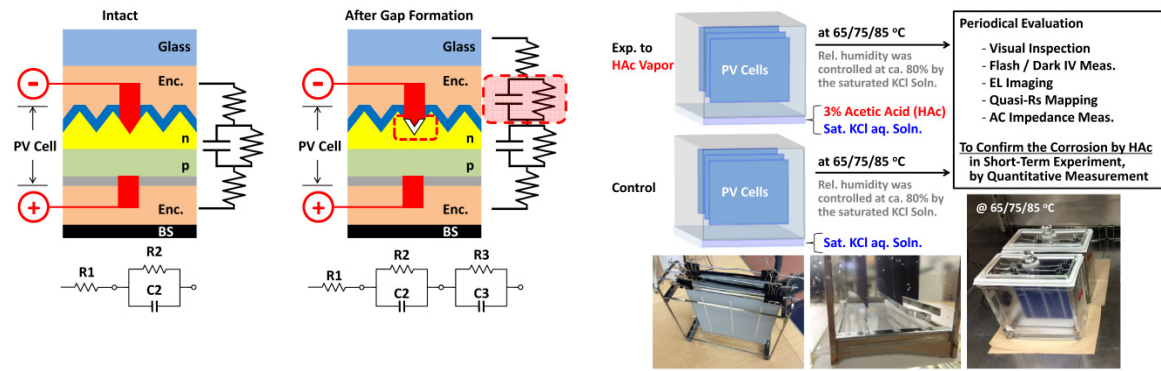 Intact
Glass
Enc.
−
PV Cell
n
p
+
Enc.
BS
R1
R2
C2
After Gap Formation
Glass
Enc.
−
PV Cell
n
p
+
Enc.
BS
R1
R2
C2
R3
C3
Exp. to
HAc Vapor
PV Cells
at 65/75/85 ºC
Rel. humidity was
controlled at ca. 80% by
the saturated KCl Soln.
3% Acetic Acid (HAc)
Sat. KCl aq. Soln.
Control
PV Cells
at 65/75/85 ºC
Rel. humidity was
controlled at ca. 80% by
the saturated KCl Soln.
Sat. KCl aq. Soln.
Periodical Evaluation
- Visual Inspection
- Flash / Dark IV Meas.
- EL Imaging
- Quasi-Rs Mapping
- AC Impedance Meas.
To Confirm the Corrosion by HAc
in Short-Term Experiment,
by Quantitative Measurement
@ 65/75/85 ºC